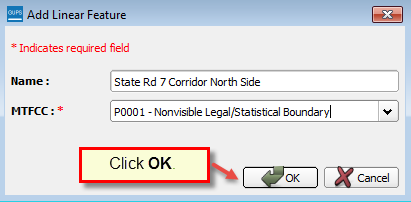 GUPS Add Linear Feature
* Indicates required field
Name : State Rd 7 Corridor North Side
MTFCC : * P0001 - Nonvisible Legal/Statistical Boundary
Click OK. OK Cancel